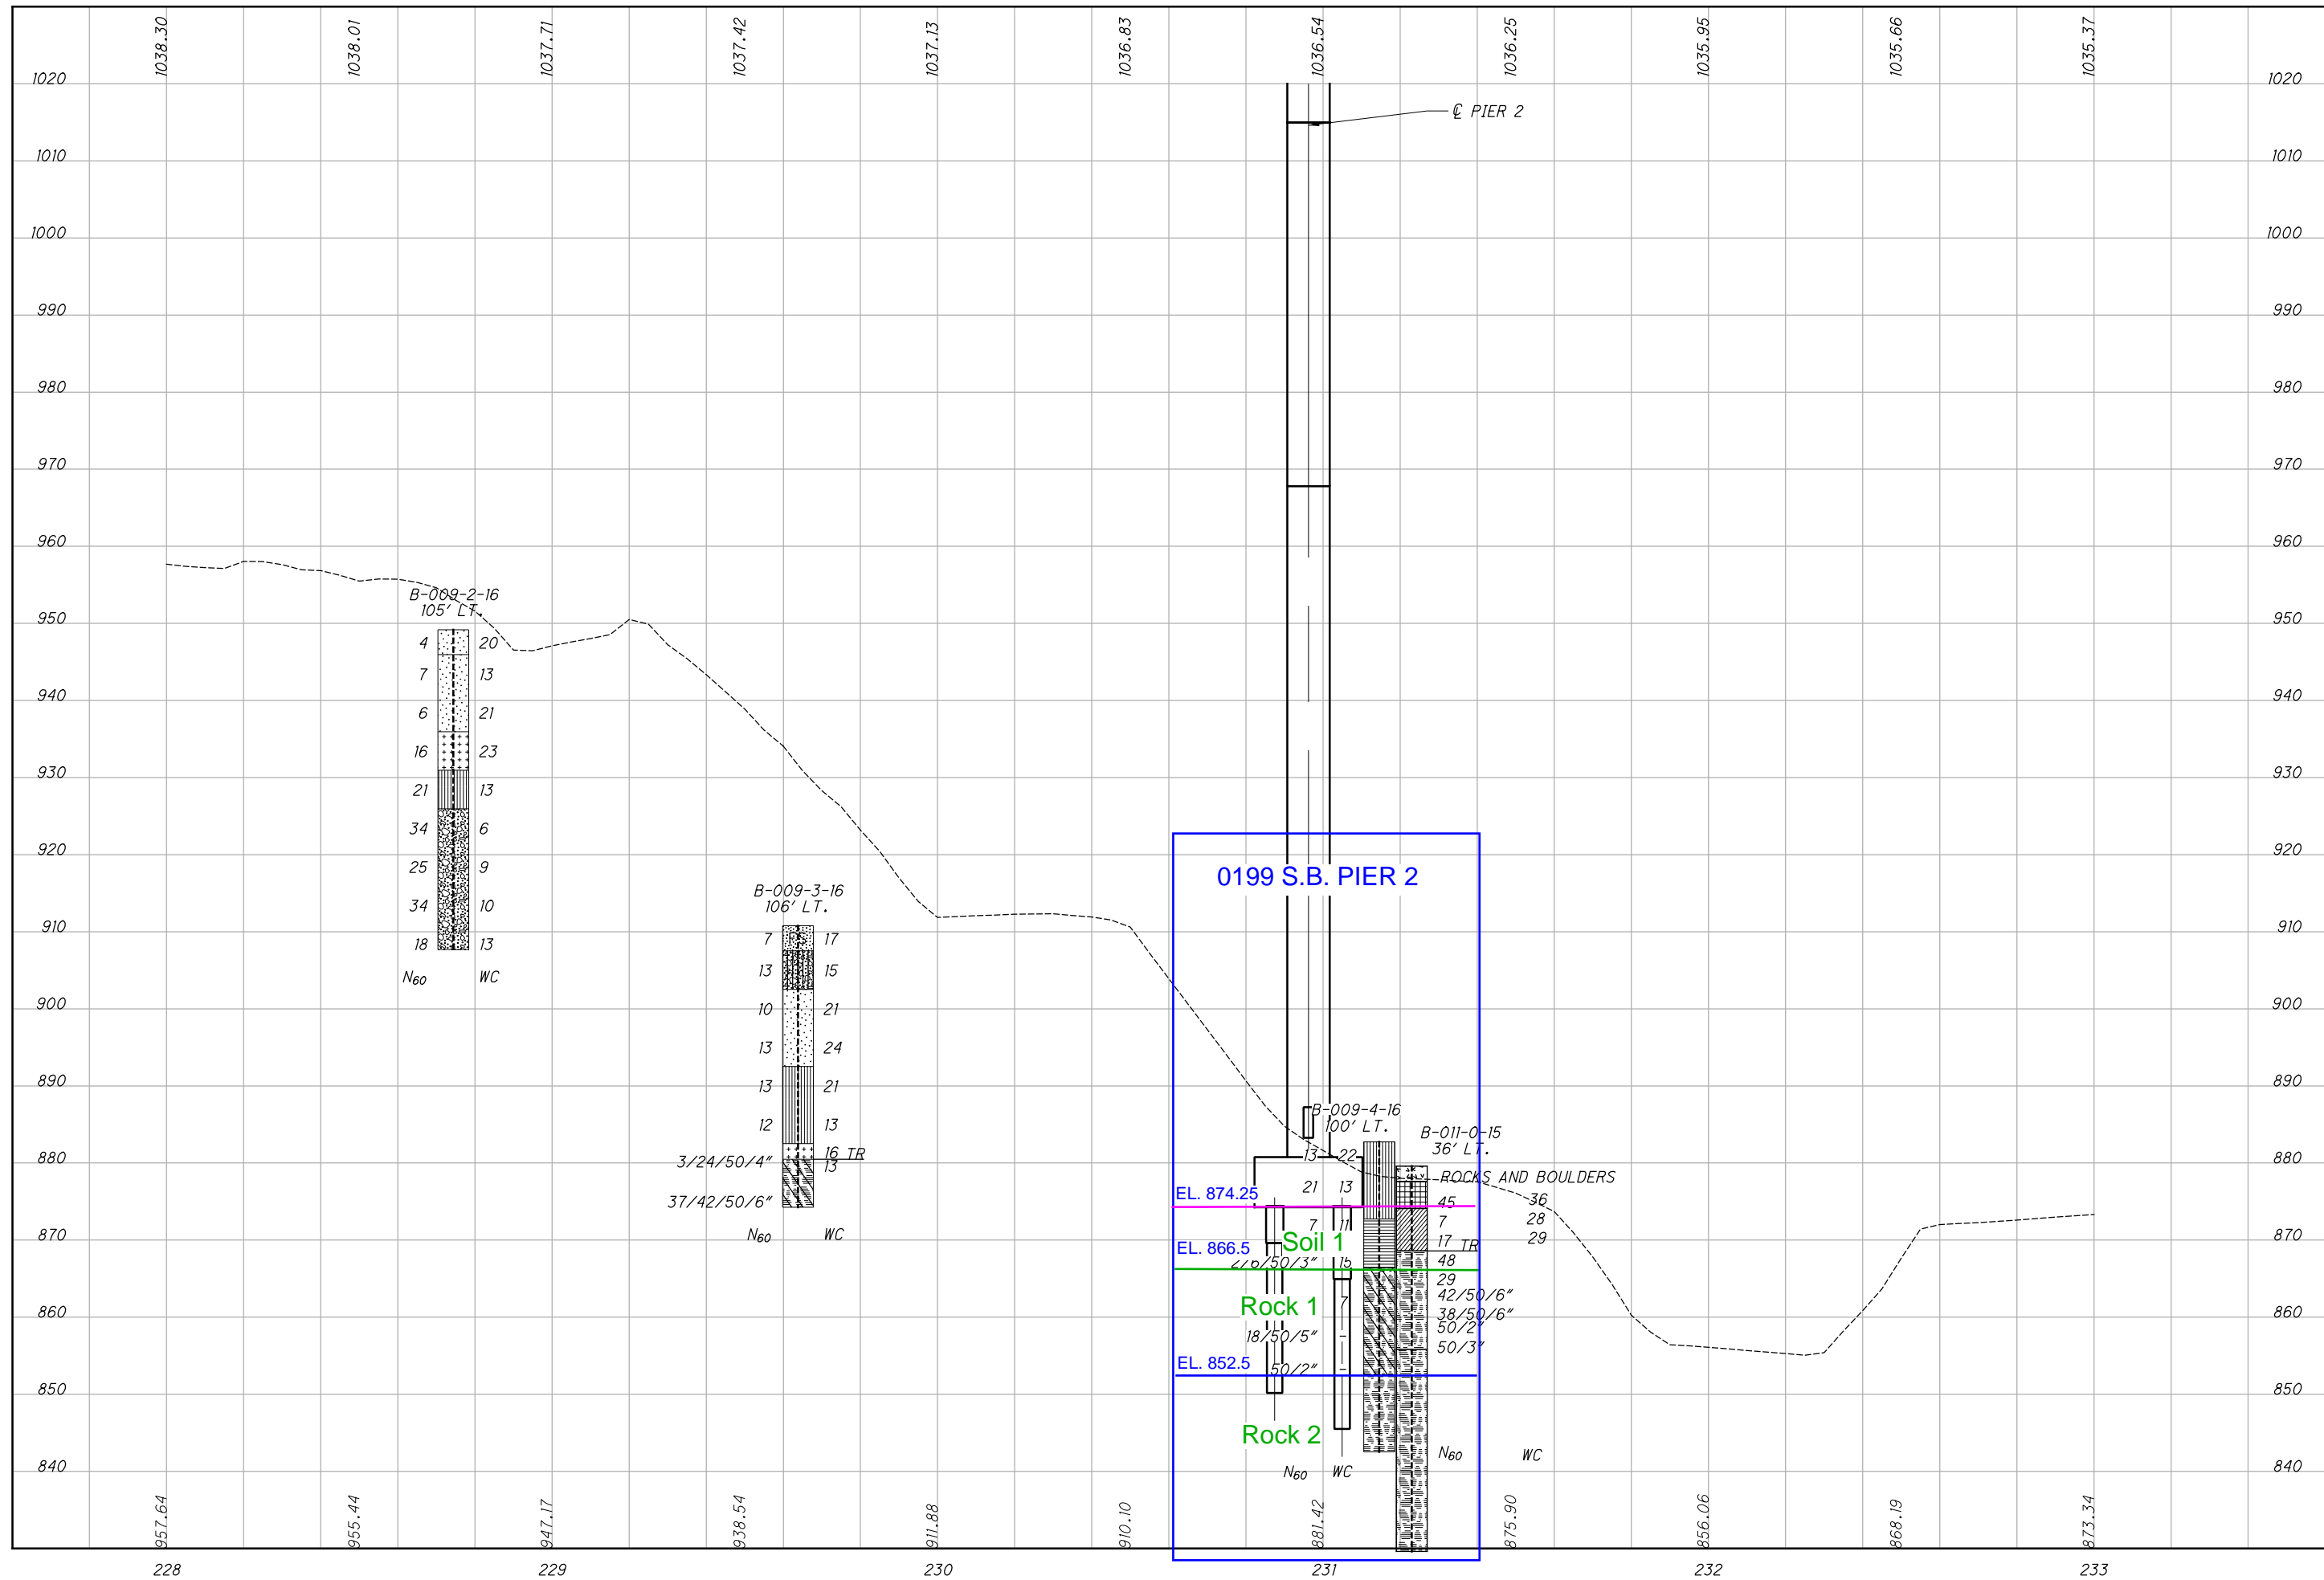 1038.30 1038.01 1037.71 1037.42 1037.13 1036.83 1036.54 1036.25 1035.95 1035.66 1035.37
1020 1020
℄ PIER 2
1010 1010
1000 1000
990 990
980 980
970 970
960 960
B-009-2-16
105' LT.
950 950
4 20
7 13
940 940
6 21
16 23
930 930
21 13
34 6
920 920
25 9
0199 S.B. PIER 2
B-009-3-16
106' LT.
34 10
910 910
18 13
7 17
N60 WC
13 15
900 900
10 21
13 24
890 890
13 21
B-009-4-16
100' LT.
12 13
B-011-0-15
36' LT.
880 880
16 TR
3/24/50/4" 13
13 22
ROCKS AND BOULDERS
21 13
EL. 874.25
37/42/50/6"
45 36
7 11
7 28
870 870
N60 WC
Soil 1
17 TR 29
EL. 866.5
2/6/50/3" 15
48
29
42/50/6"
Rock 1
7
38/50/6"
860 860
50/2"
18/50/5" -
50/3"
EL. 852.5
50/2" -
850 850
Rock 2
N60 WC
840 840
N60 WC
957.64 955.44 947.17 938.54 911.88 910.10 881.42 875.90 856.06 868.19 873.34
228 229 230 231 232 233